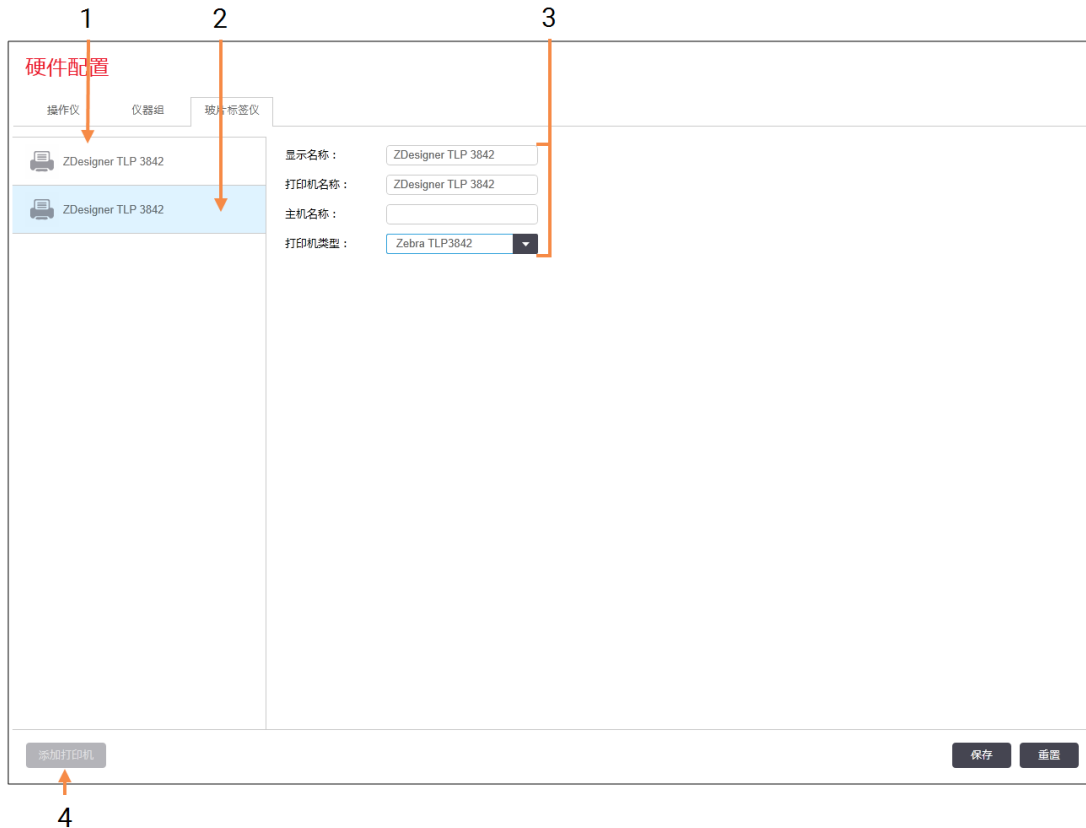 1 2 3
硬件配置
操作仪 仪器组 玻片标签仪
ZDesigner TLP 3842
ZDesigner TLP 3842
显示名称： ZDesigner TLP 3842
打印机名称： ZDesigner TLP 3842
主机名称：
打印机类型： Zebra TLP3842
添加打印机 保存 重置
4